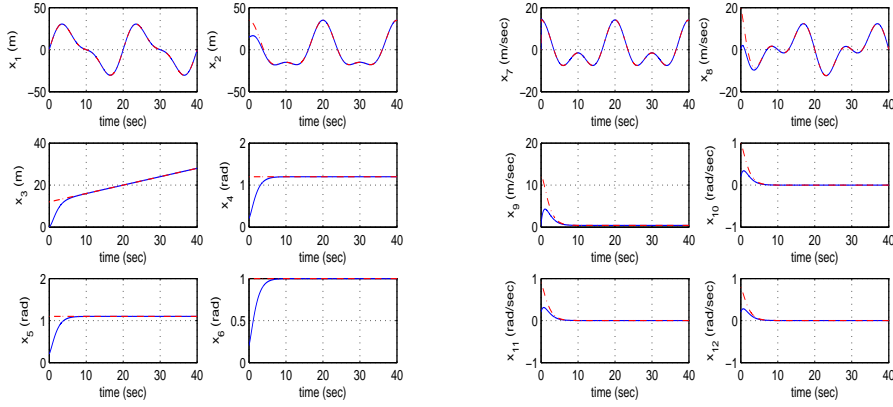 50
0
−50
0 10 20 30 40
time (sec)
x1 (m)
50
0
−50
0 10 20 30 40
time (sec)
x2 (m)
20
0
−20
0 10 20 30 40
time (sec)
x7 (m/sec)
20
0
−20
0 10 20 30 40
time (sec)
x8 (m/sec)
40
20
0
0 10 20 30 40
time (sec)
x3 (m)
2
1
0
0 10 20 30 40
time (sec)
x4 (rad)
20
10
0
0 10 20 30 40
time (sec)
x9 (m/sec)
1
0
−1
0 10 20 30 40
time (sec)
x10 (rad/sec)
2
1
0
0 10 20 30 40
time (sec)
x5 (rad)
1
0.5
0
0 10 20 30 40
time (sec)
x6 (rad)
1
0
−1
0 10 20 30 40
time (sec)
x11 (rad/sec)
1
0
−1
0 10 20 30 40
time (sec)
x12 (rad/sec)